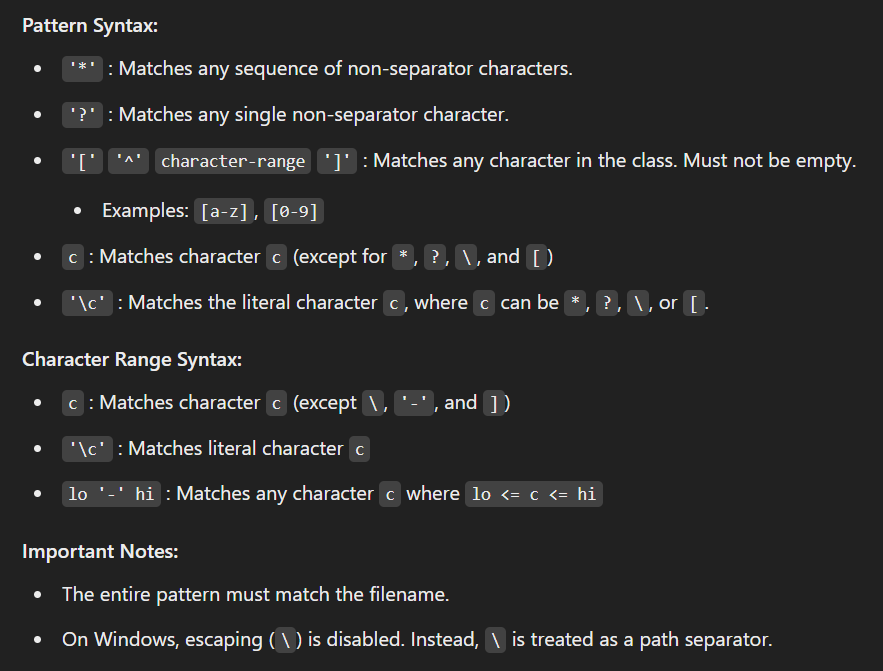 Pattern Syntax:
• '*' : Matches any sequence of non-separator characters.
• '?' : Matches any single non-separator character.
• '[' '^' character-range ']' : Matches any character in the class. Must not be empty.
• Examples: [a-z], [0-9]
• c : Matches character c (except for *, ?, \, and [)
• '\c' : Matches the literal character c, where c can be *, ?, \, or [.
Character Range Syntax:
• c : Matches character c (except \, '-', and ])
• '\c' : Matches literal character c
• lo '-' hi : Matches any character c where lo <= c <= hi
Important Notes:
• The entire pattern must match the filename.
• On Windows, escaping (\) is disabled. Instead, \ is treated as a path separator.